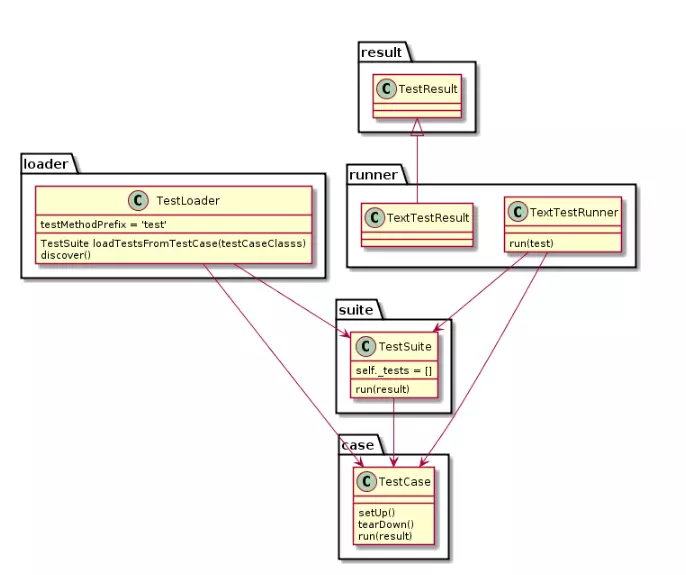 result
C TestResult
loader
C TestLoader
testMethodPrefix = 'test'
TestSuite loadTestsFromTestCase(testCaseClasss)
discover()
runner
C TextTestResult
C TextTestRunner
run(test)
suite
C TestSuite
self._tests = []
run(result)
case
C TestCase
setUp()
tearDown()
run(result)